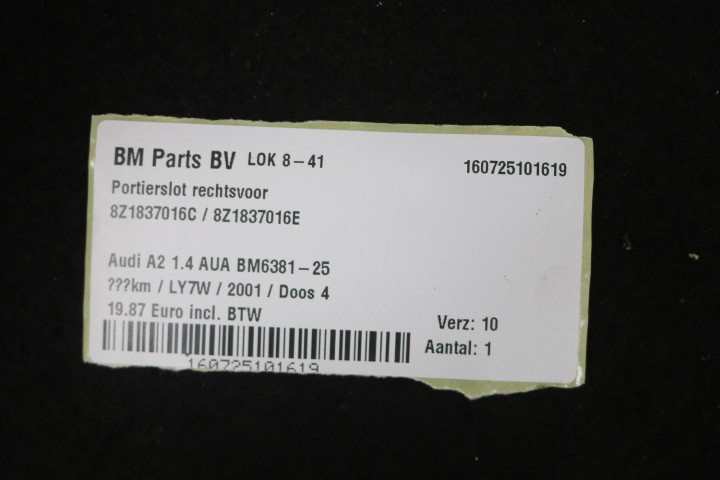 BM Parts BV LOK 8-41 160725101619
Portierslot rechtsvoor
8Z1837016C / 8Z1837016E
Audi A2 1.4 AUA BM6381-25
???km / LY7W / 2001 / Doos 4
19.87 Euro incl. BTW
Verz: 10
Aantal: 1
160725101619